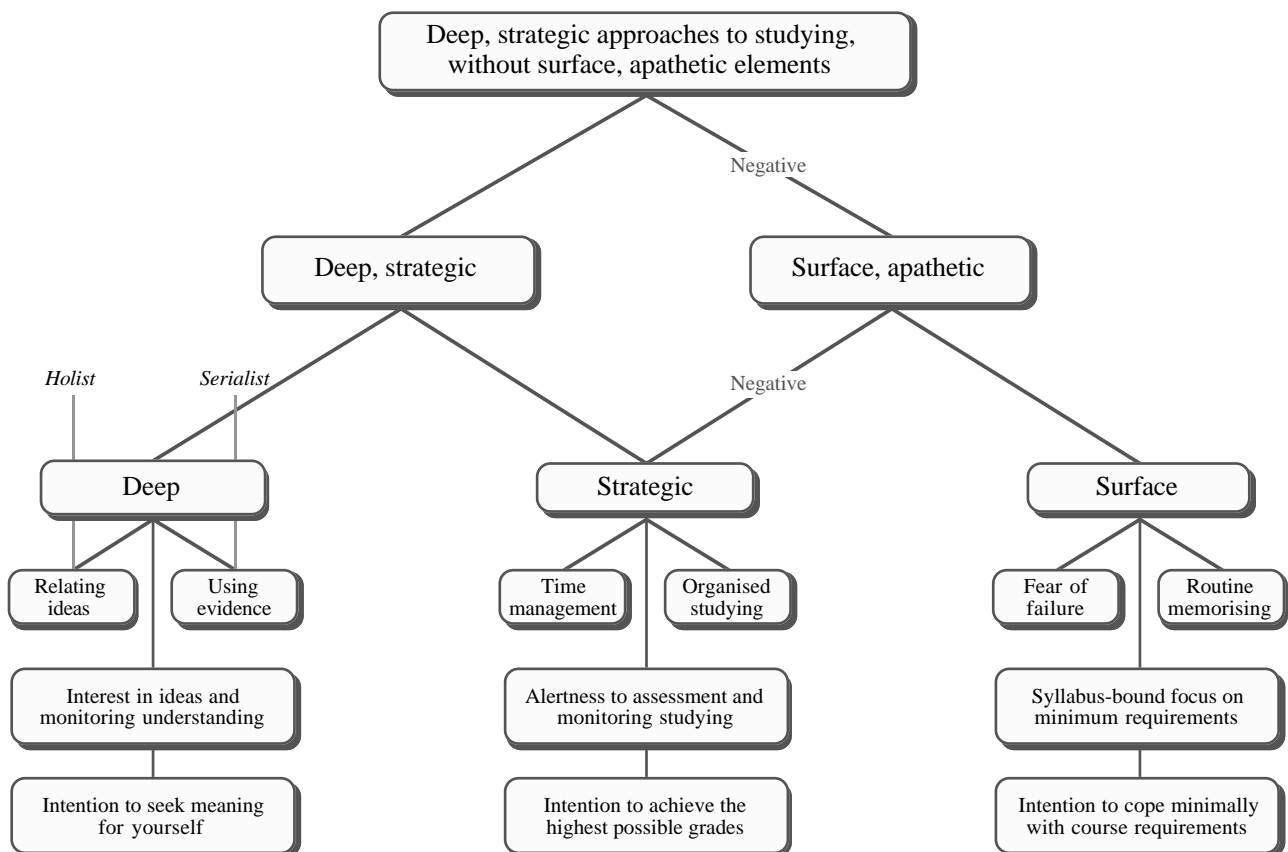 Deep, strategic approaches to studying,
without surface, apathetic elements
Negative
Deep, strategic
Surface, apathetic
Holist
Serialist
Negative
Deep
Strategic
Surface
Relating
ideas
Using
evidence
Time
management
Organised
studying
Fear of
failure
Routine
memorising
Interest in ideas and
monitoring understanding
Alertness to assessment and
monitoring studying
Syllabus-bound focus on
minimum requirements
Intention to seek meaning
for yourself
Intention to achieve the
highest possible grades
Intention to cope minimally
with course requirements